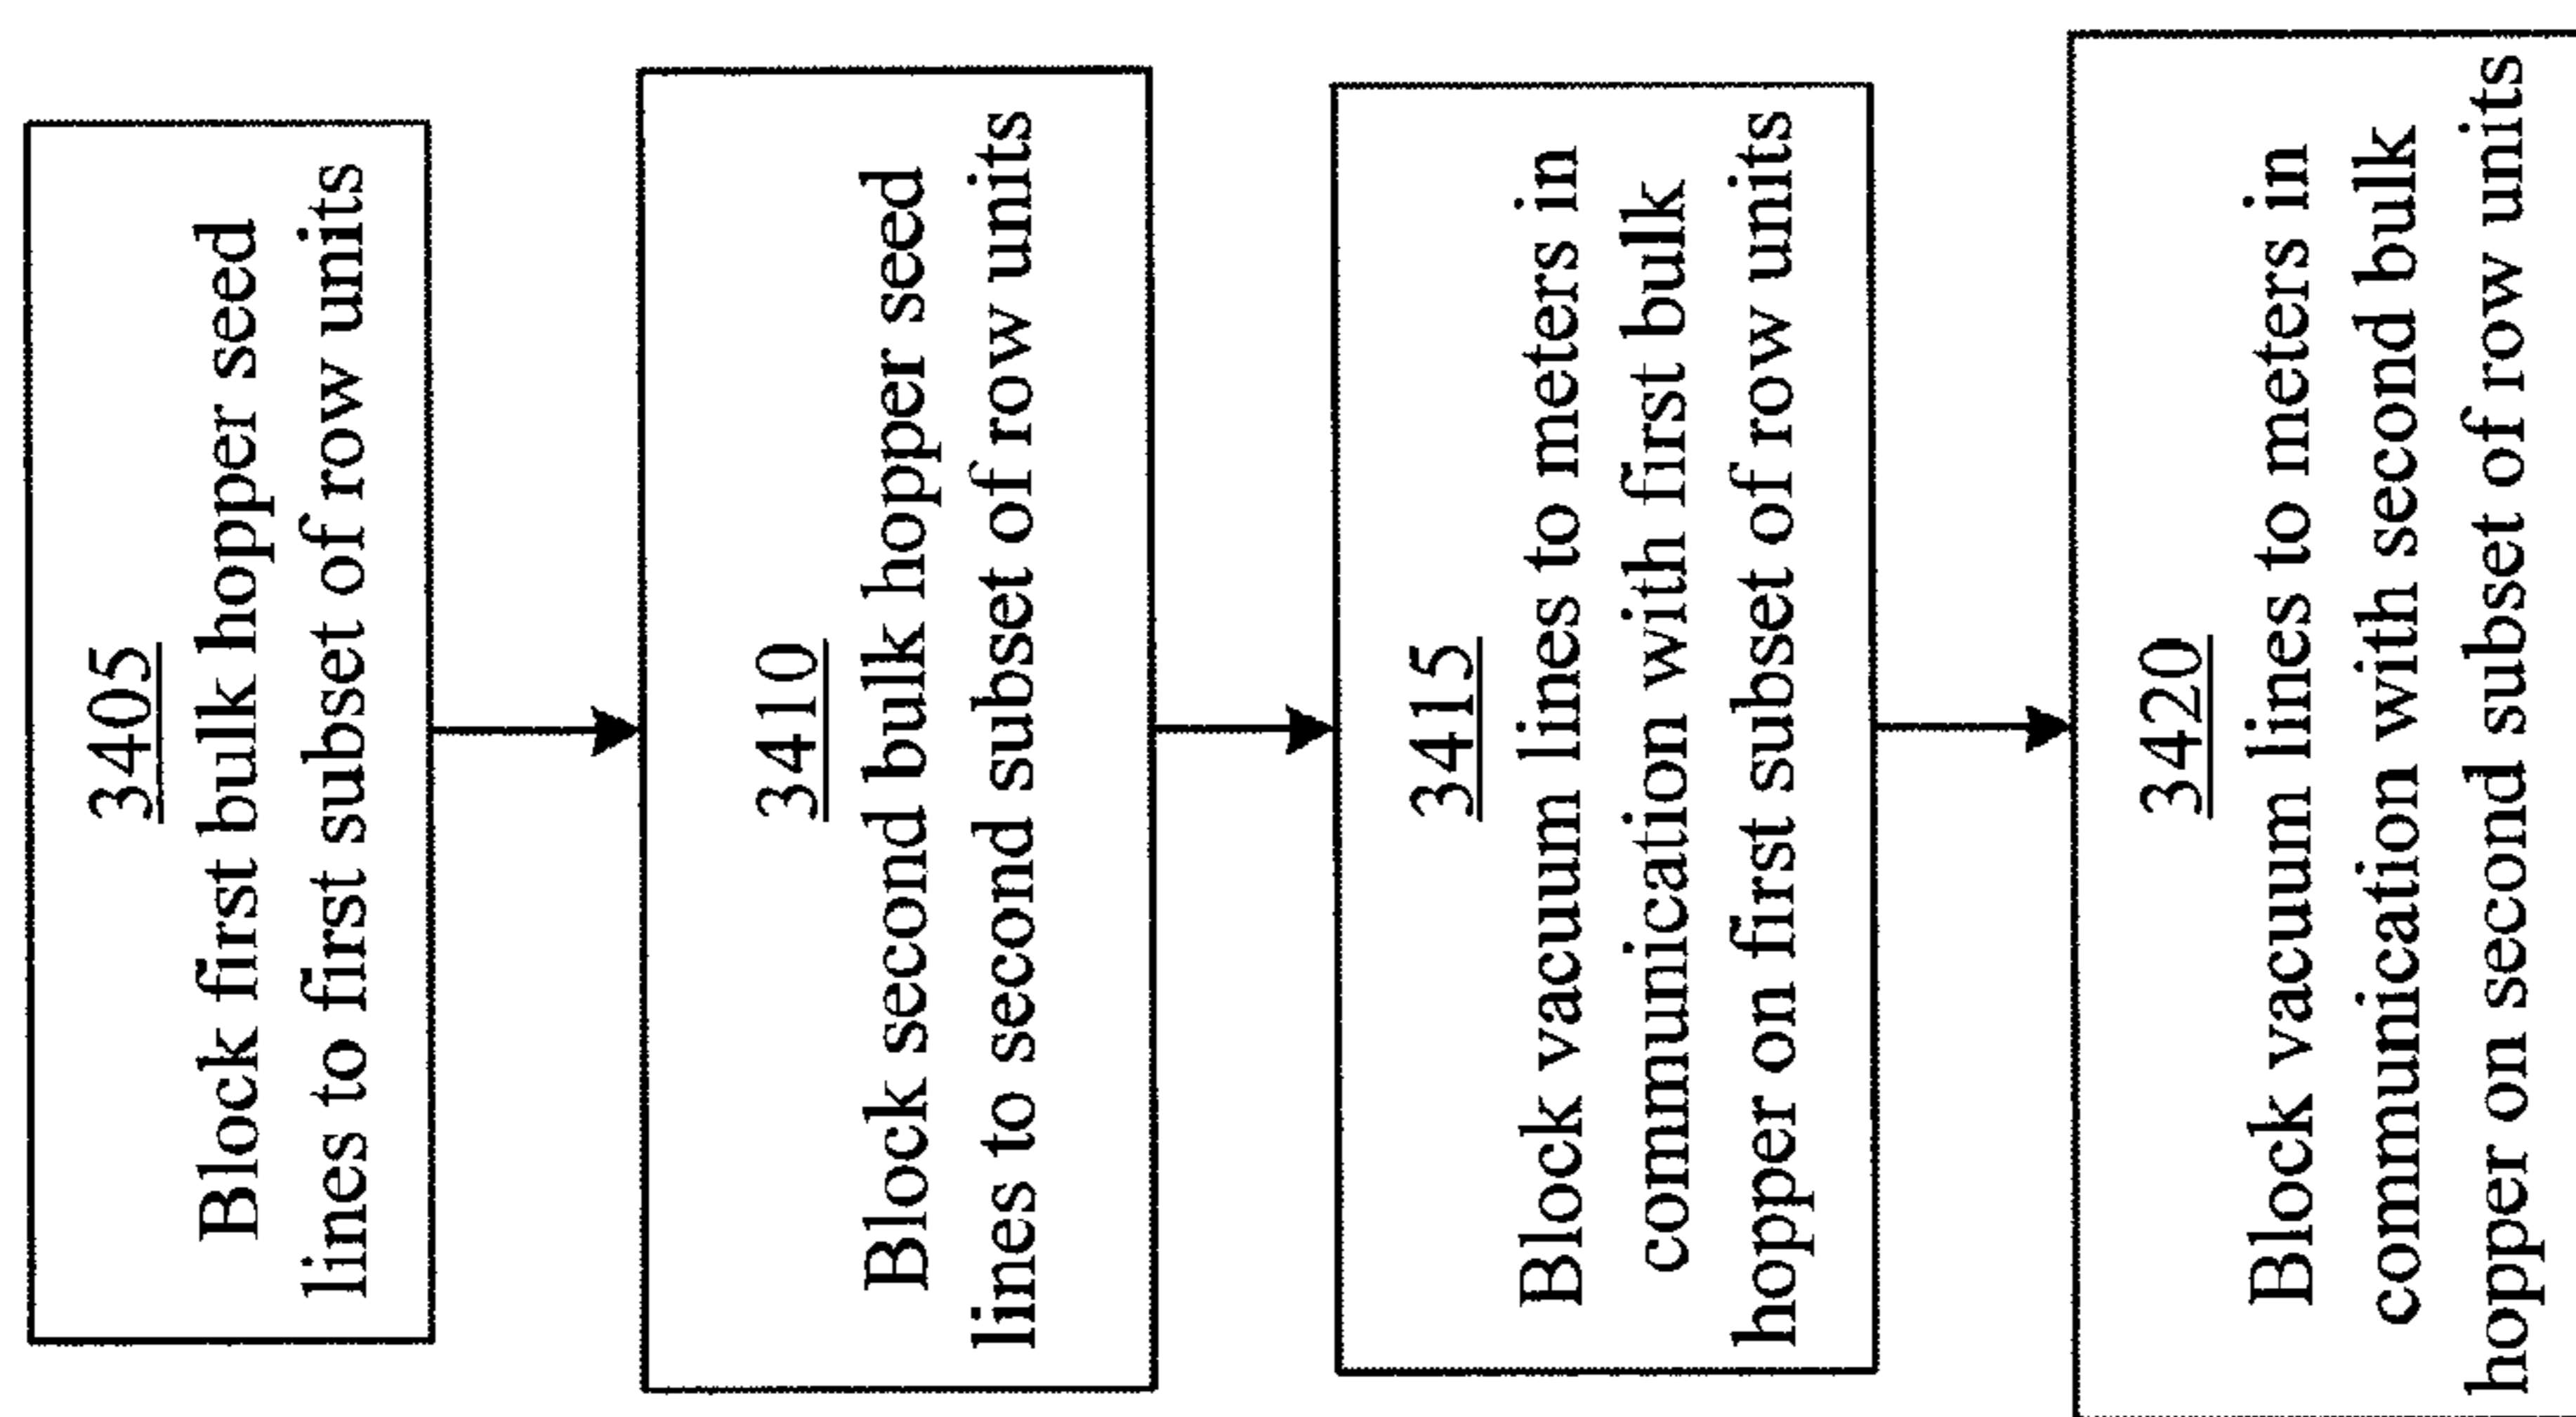 3405
Block first bulk hopper seed
lines to first subset of row units
3410
Block second bulk hopper seed
lines to second subset of row units
3415
Block vacuum lines to meters in
communication with first bulk
hopper on first subset of row units
3420
Block vacuum lines to meters in
communication with second bulk
hopper on second subset of row units